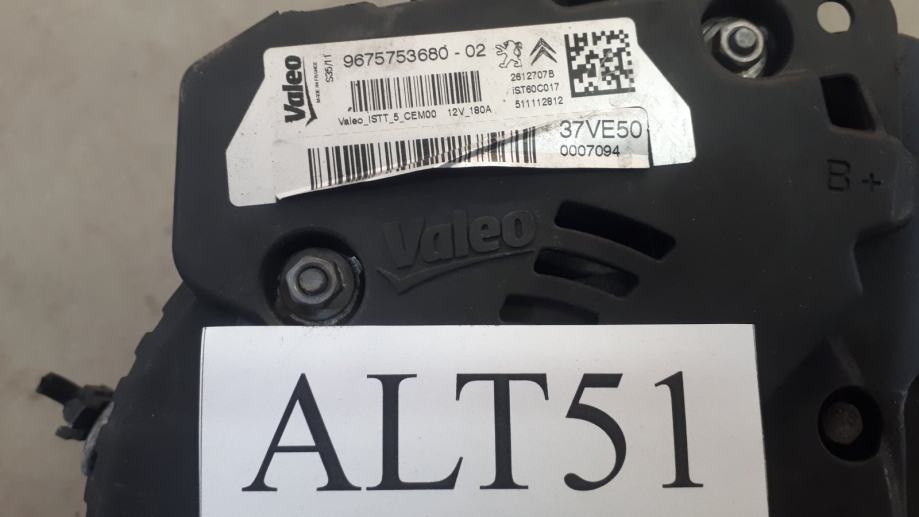 Valeo
MADE IN FRANCE
S35/11
9675753680-02
2612707B
iST60C017
511112812
Valeo_ISTT_5_CEM00 12V_180A
37VE50
0007094
B+
Valeo
ALT51